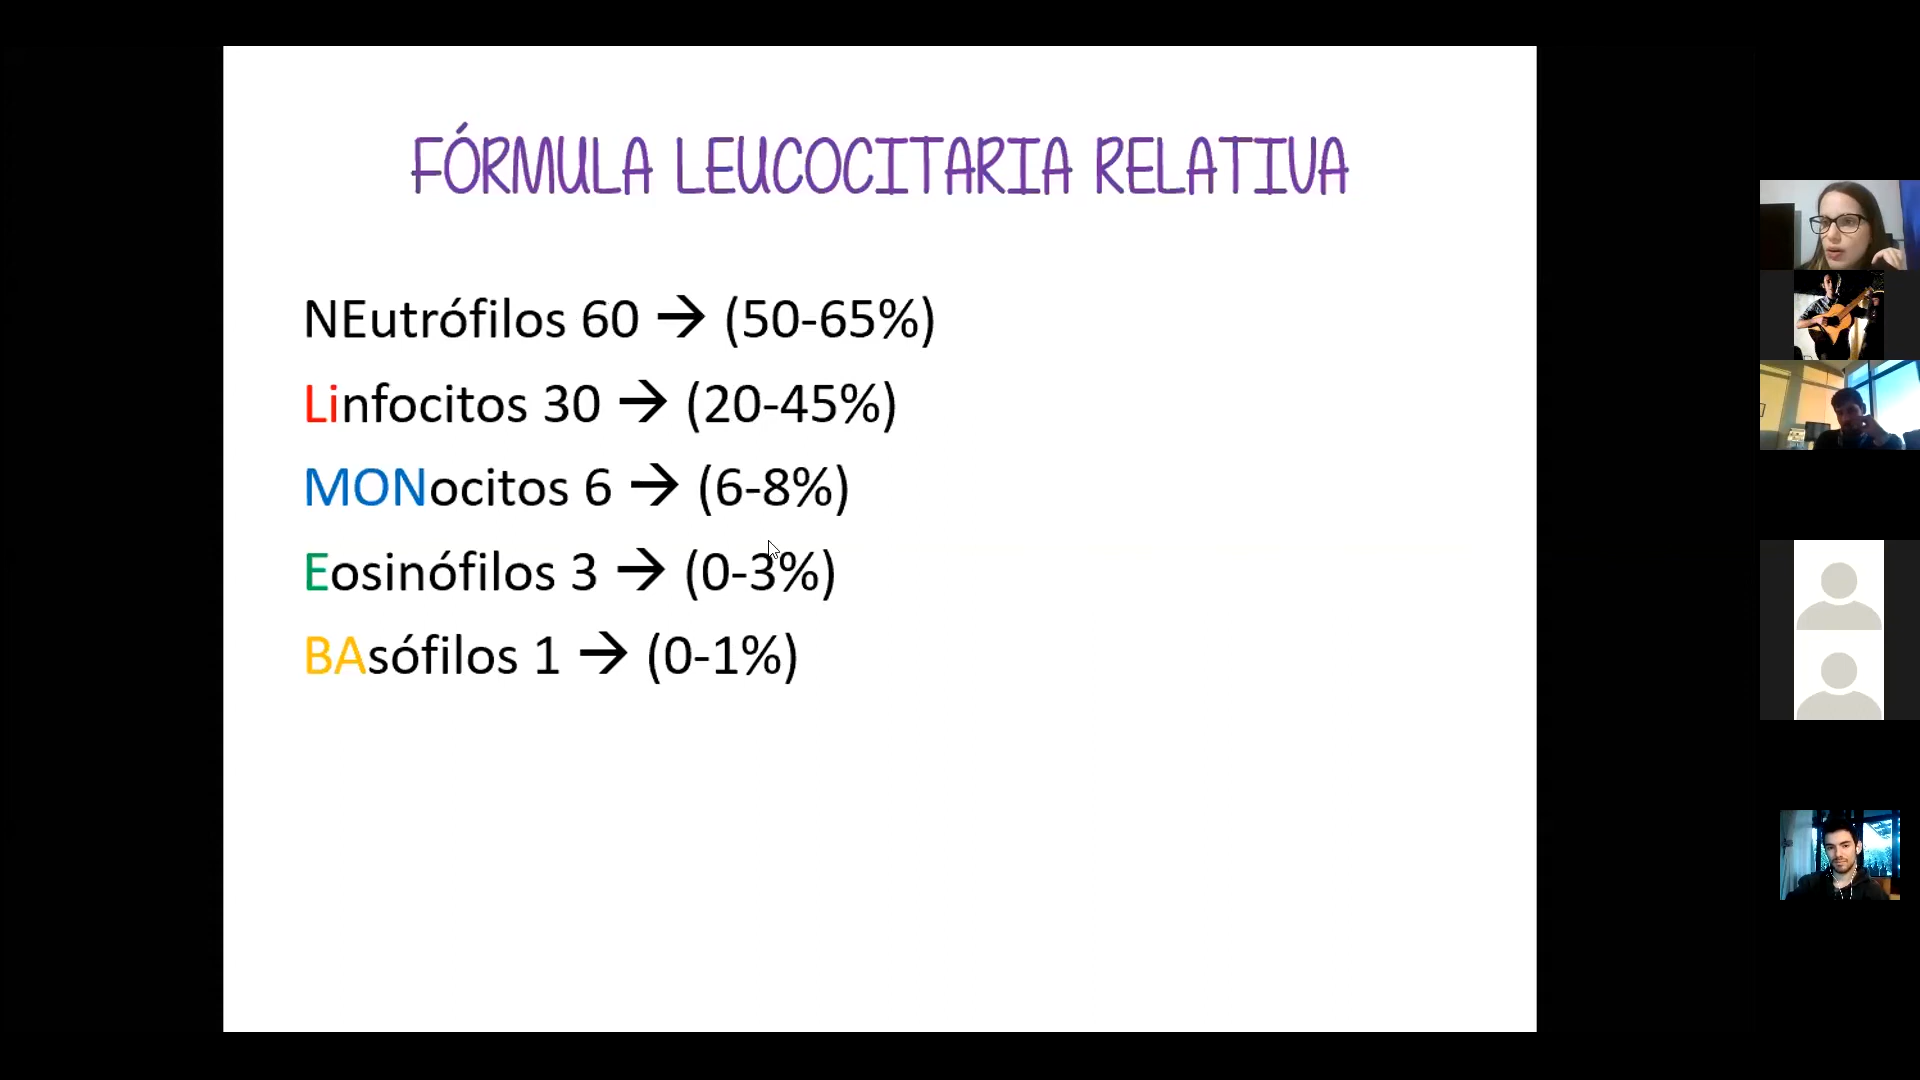 FÓRMULA LEUCOCITARIA RELATIVA
NEutrófilos 60 → (50-65%)
Linfocitos 30 → (20-45%)
MONocitos 6 → (6-8%)
Eosinófilos 3 → (0-3%)
BAsófilos 1 → (0-1%)